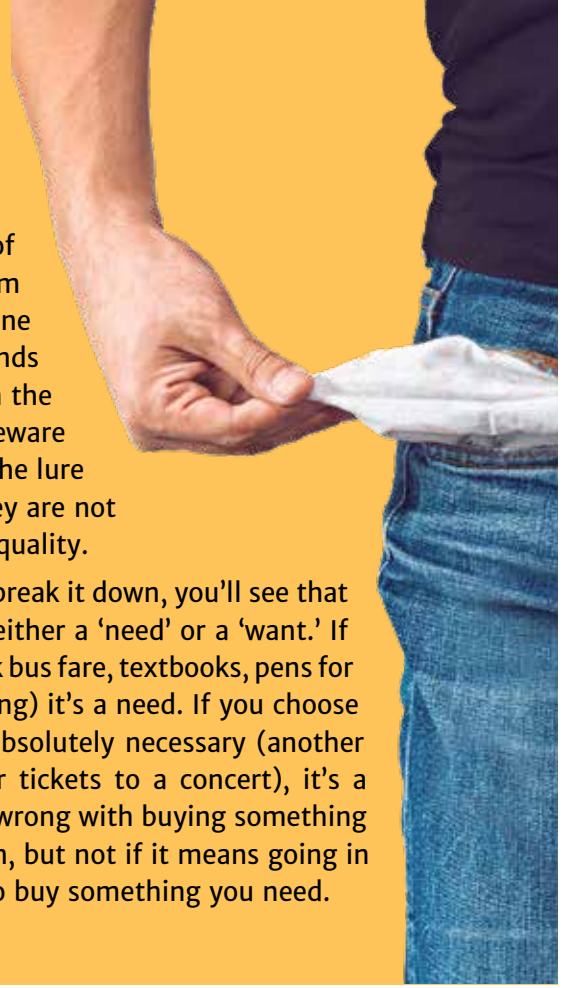 of
m
ne
nds
the
eware
he lure
ey are not
quality.
break it down, you’ll see that
either a ‘need’ or a ‘want.’ If
k bus fare, textbooks, pens for
ng) it’s a need. If you choose
bsolutely necessary (another
r tickets to a concert), it’s a
wrong with buying something
n, but not if it means going in
o buy something you need.